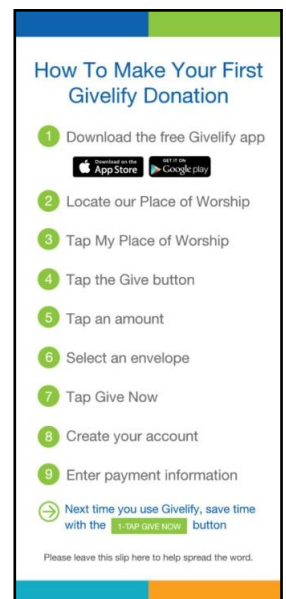 How To Make Your First
Givelify Donation
1 Download the free Givelify app
Download on the
App Store
GET IT ON
Google play
2 Locate our Place of Worship
3 Tap My Place of Worship
4 Tap the Give button
5 Tap an amount
6 Select an envelope
7 Tap Give Now
8 Create your account
9 Enter payment information
Next time you use Givelify, save time
with the 1-TAP GIVE NOW button
Please leave this slip here to help spread the word.